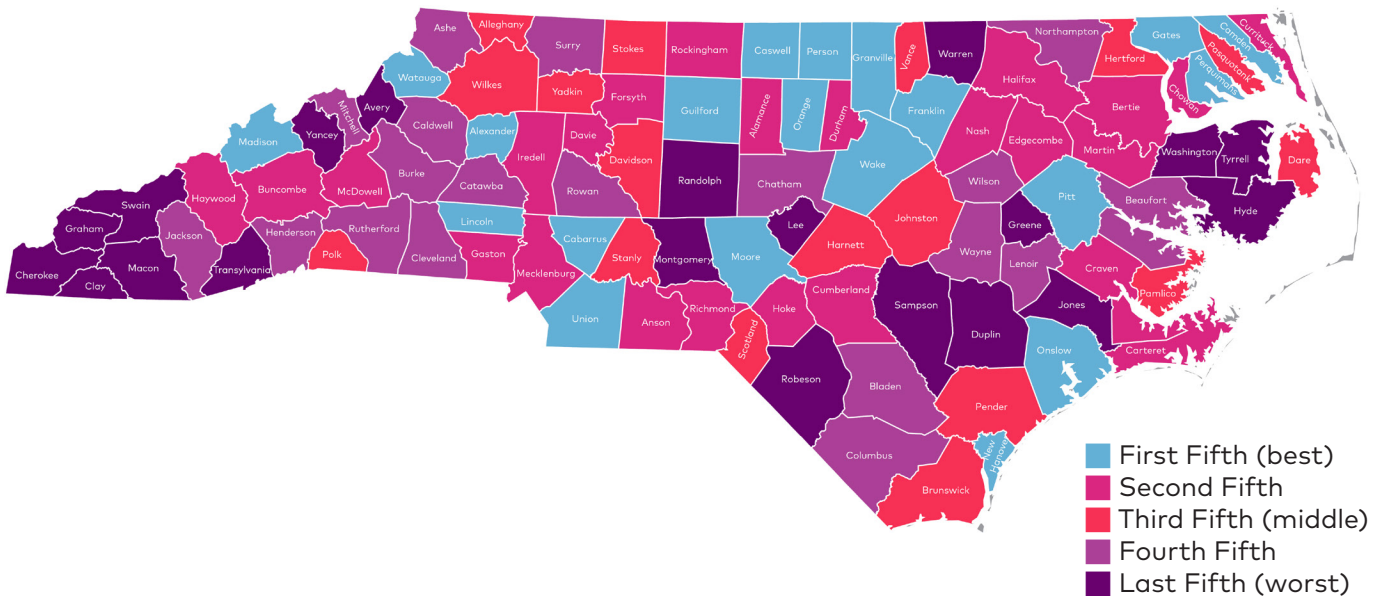 Ashe
Alleghany
Surry
Stokes
Rockingham
Caswell
Person
Granville
Vance
Warren
Northampton
Hertford
Gates
Camden
Currituck
Pasquotank
Perquimans
Chowan
Watauga
Wilkes
Yadkin
Forsyth
Guilford
Alamance
Orange
Durham
Franklin
Halifax
Bertie
Nash
Edgecombe
Martin
Washington
Tyrrell
Dare
Madison
Yancey
Mitchell
Avery
Caldwell
Alexander
Iredell
Davie
Davidson
Randolph
Chatham
Wake
Wilson
Pitt
Beaufort
Hyde
Swain
Haywood
Buncombe
McDowell
Burke
Catawba
Rowan
Lincoln
Graham
Jackson
Henderson
Rutherford
Cleveland
Polk
Gaston
Cabarrus
Stanly
Montgomery
Moore
Lee
Harnett
Johnston
Wayne
Greene
Lenoir
Craven
Pamlico
Cherokee
Clay
Macon
Transylvania
Mecklenburg
Union
Anson
Richmond
Scotland
Hoke
Cumberland
Sampson
Duplin
Jones
Onslow
Carteret
Robeson
Bladen
Pender
Columbus
New
Hanover
Brunswick
First Fifth (best)
Second Fifth
Third Fifth (middle)
Fourth Fifth
Last Fifth (worst)